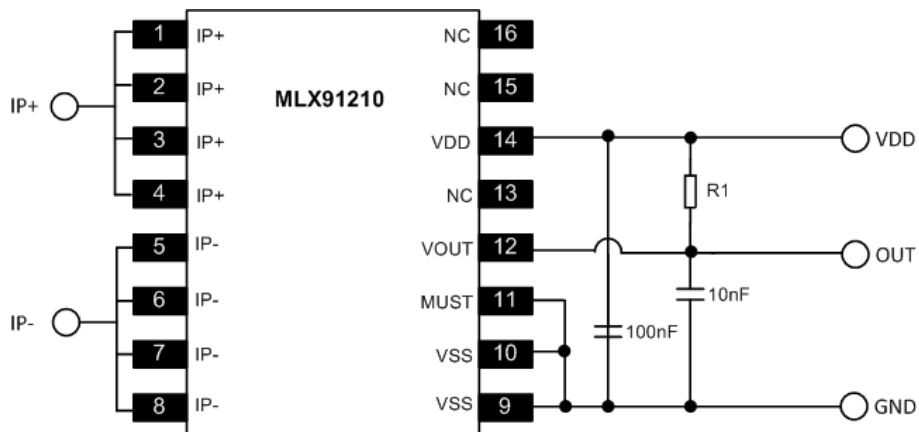 1 IP+ NC 16
2 IP+ NC 15
IP+ MLX91210
3 IP+ VDD 14 VDD
4 IP+ NC 13 R1
5 IP- VOUT 12 OUT
6 IP- MUST 11 10nF
IP- 100nF
7 IP- VSS 10
8 IP- VSS 9 GND